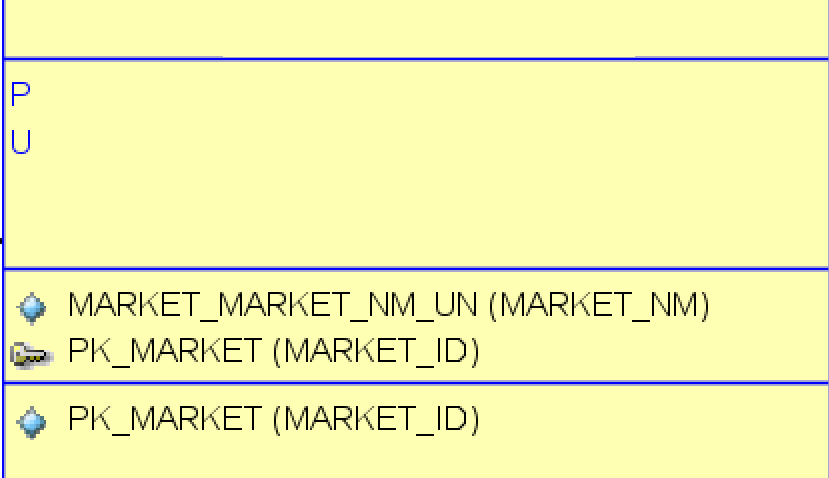 P
U
MARKET_MARKET_NM_UN (MARKET_NM)
PK_MARKET (MARKET_ID)
PK_MARKET (MARKET_ID)